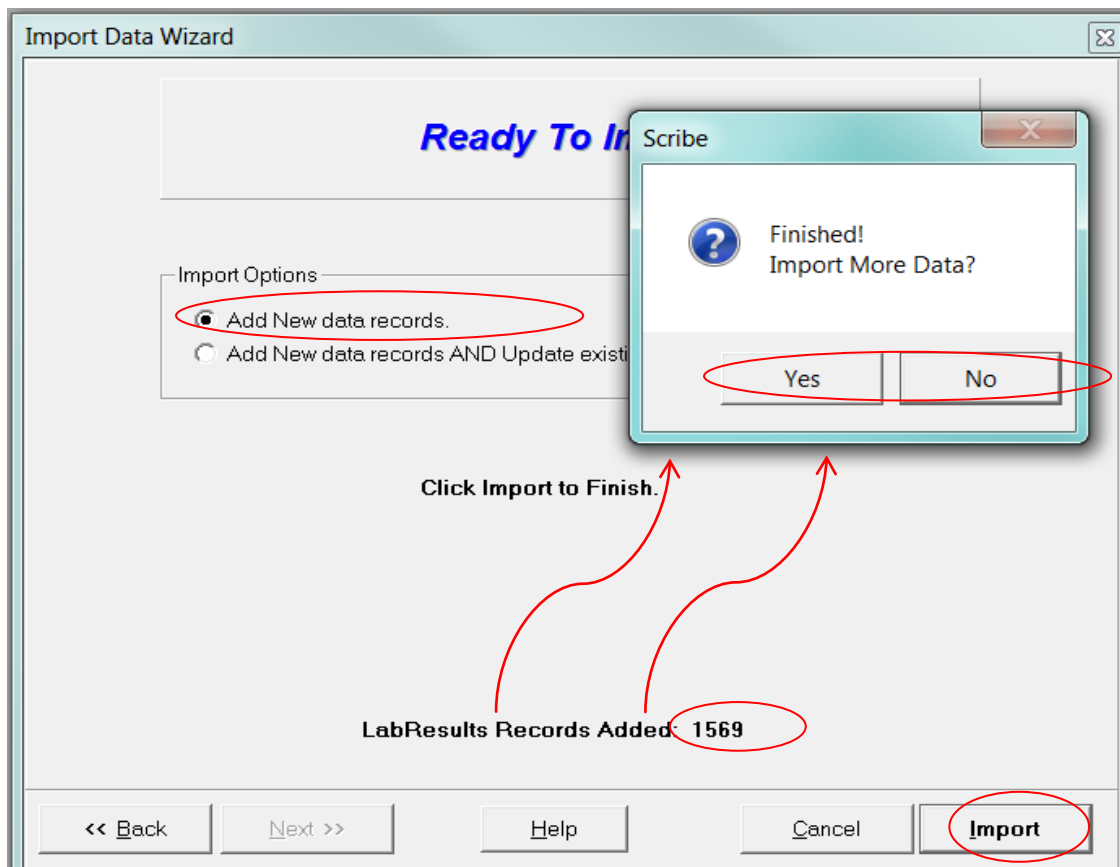 Import Data Wizard
Ready To
Scribe
Finished!
Import More Data?
Yes
No
Import Options
Add New data records.
Add New data records AND Update existi
Click Import to Finish.
LabResults Records Added: 1569
<< Back
Next >>
Help
Cancel
Import